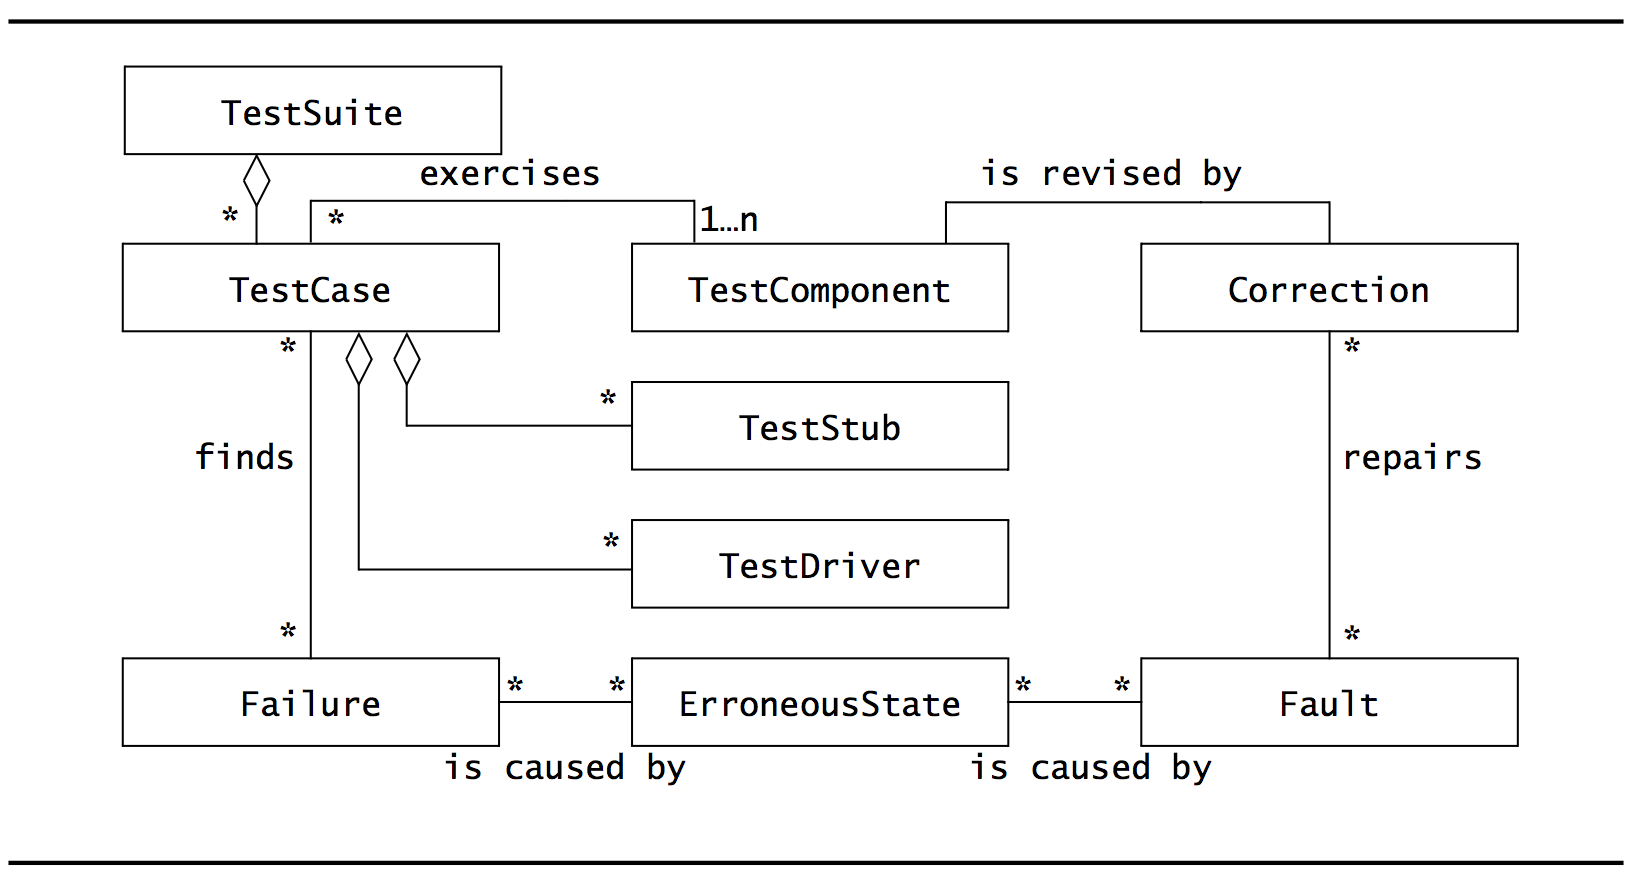 TestSuite
exercises
is revised by
*
*
1…n
TestCase
TestComponent
Correction
*
*
*
TestStub
finds
repairs
*
TestDriver
*
*
*
*
*
*
Failure
ErroneousState
Fault
is caused by
is caused by